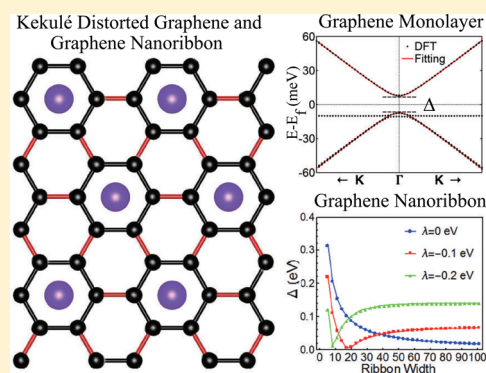 Kekulé Distorted Graphene and
Graphene Nanoribbon
Graphene Monolayer
60
30
0
-30
-60
E-E_f (meV)
DFT
Fitting
Δ
← K Γ K →
Graphene Nanoribbon
0.4
0.3
0.2
0.1
0.0
Δ (eV)
λ=0 eV
λ=-0.1 eV
λ=-0.2 eV
0 10 20 30 40 50 60 70 80 90 100
Ribbon Width